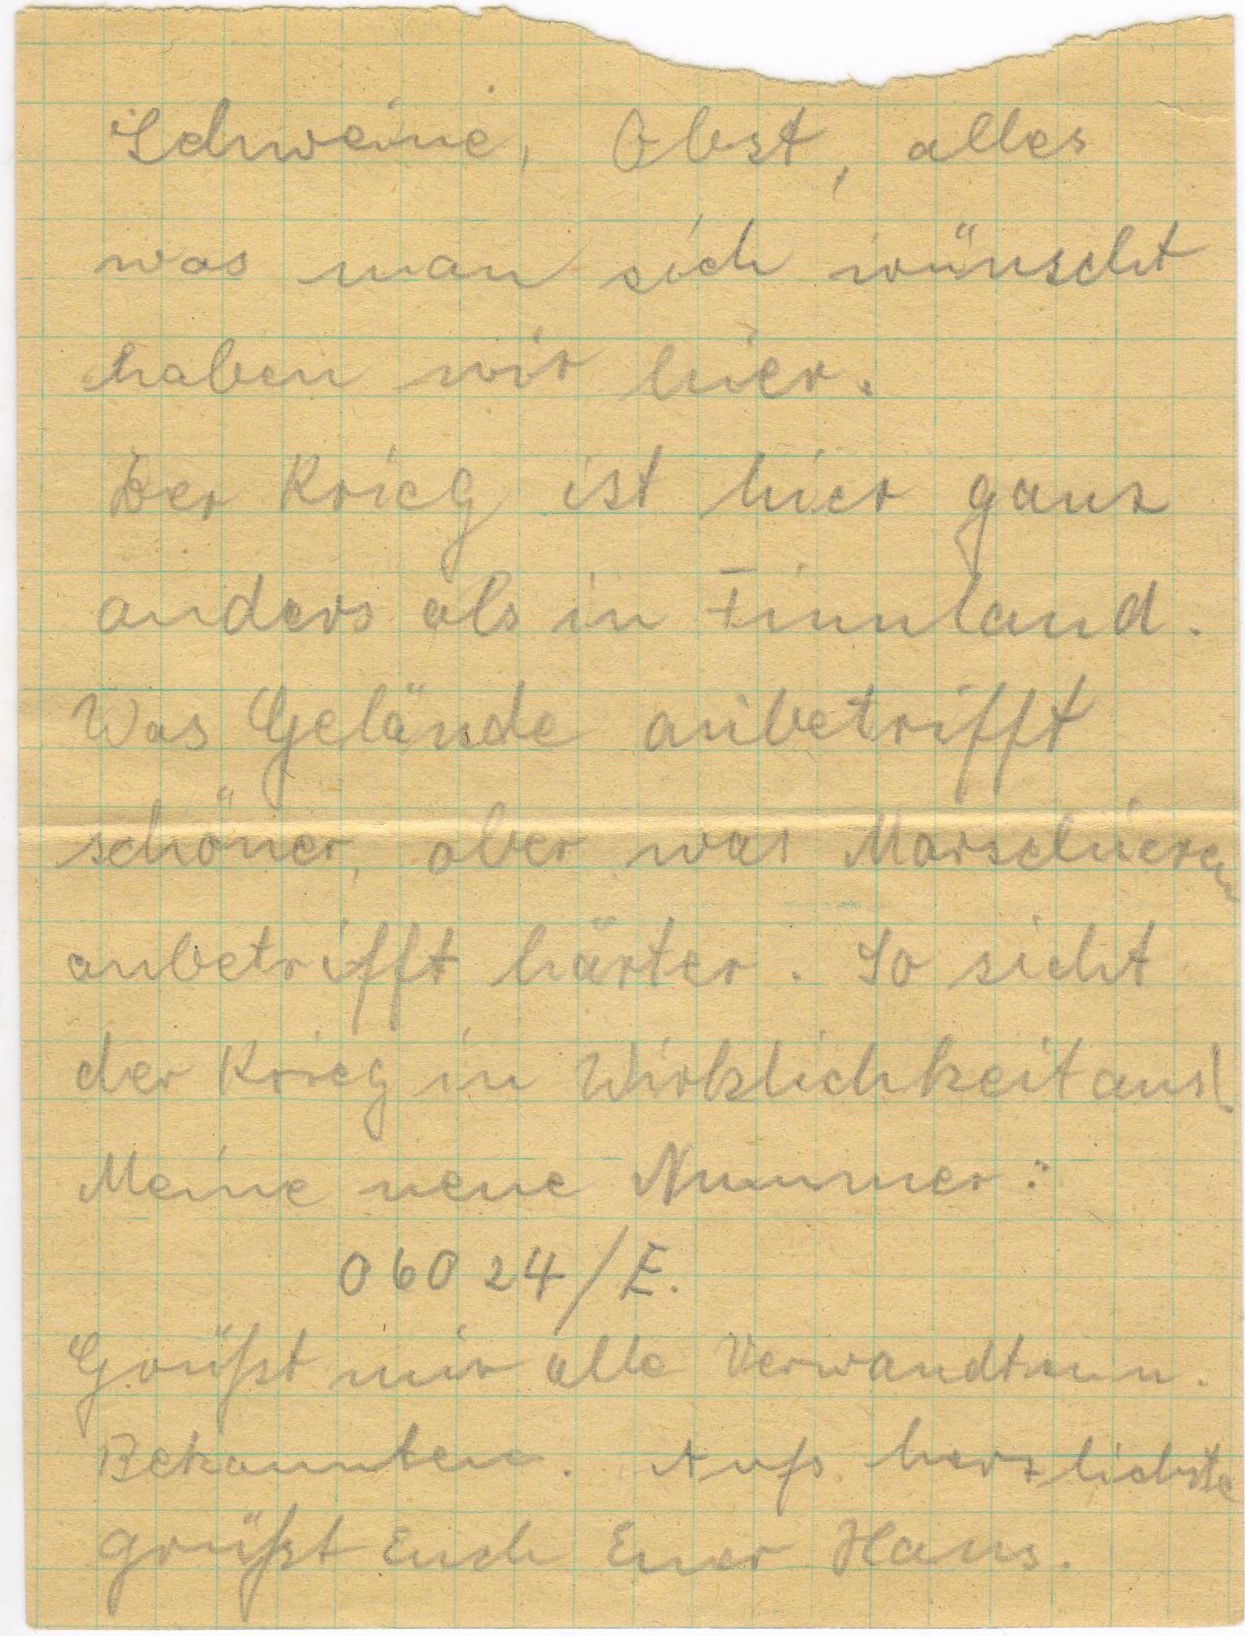 Schweine, Obst, alles
was man sich wünscht
haben wir hier.
Der Krieg ist hier ganz
anders als in Finnland.
Was Gelände anbetrifft
schöner, aber was Marschieren
anbetrifft härter. So sieht
der Krieg in Wirklichkeit aus!
Meine neue Nummer:
06024/E.
Grüßt mir alle Verwandten u.
Bekannten. Aufs herzlichste
grüßt Euch Euer Hans.